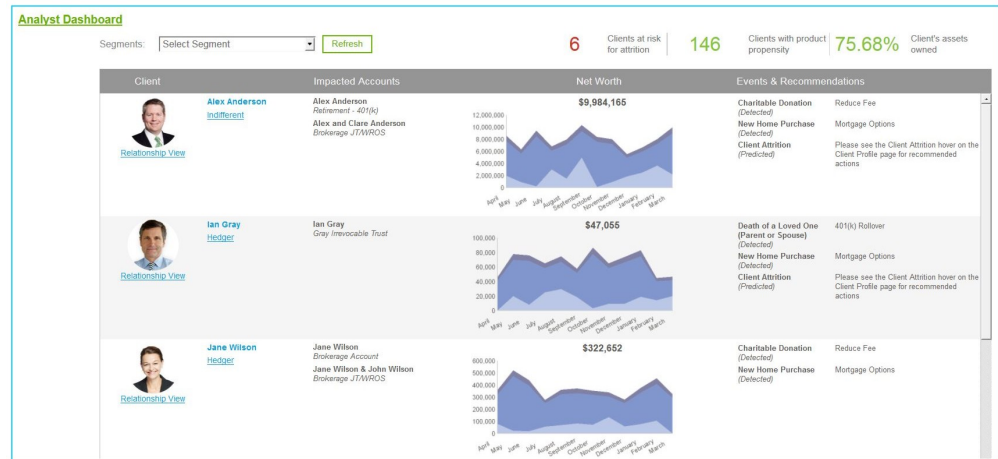 Analyst Dashboard
Segments: Select Segment Refresh
6 Clients at risk for attrition
146 Clients with product propensity
75.68% Client's assets owned
Client Impacted Accounts Net Worth Events & Recommendations
Alex Anderson
Indifferent
Relationship View
Alex Anderson
Retirement - 401(k)
Alex and Clare Anderson
Brokerage JT/WROS
$9,984,165
12,000,000
10,000,000
8,000,000
6,000,000
4,000,000
2,000,000
0
April May June July August September October November December January February March
Charitable Donation
(Detected)
Reduce Fee
New Home Purchase
(Detected)
Mortgage Options
Client Attrition
(Predicted)
Please see the Client Attrition hover on the
Client Profile page for recommended
actions
Ian Gray
Hedger
Relationship View
Ian Gray
Gray Irrevocable Trust
$47,055
100,000
80,000
60,000
40,000
20,000
0
April May June July August September October November December January February March
Death of a Loved One
(Parent or Spouse)
(Detected)
401(k) Rollover
New Home Purchase
(Detected)
Mortgage Options
Client Attrition
(Predicted)
Please see the Client Attrition hover on the
Client Profile page for recommended
actions
Jane Wilson
Hedger
Relationship View
Jane Wilson
Brokerage Account
Jane Wilson & John Wilson
Brokerage JT/WROS
$322,652
600,000
500,000
400,000
300,000
200,000
100,000
0
April May June July August September October November December January February March
Charitable Donation
(Detected)
Reduce Fee
New Home Purchase
(Detected)
Mortgage Options